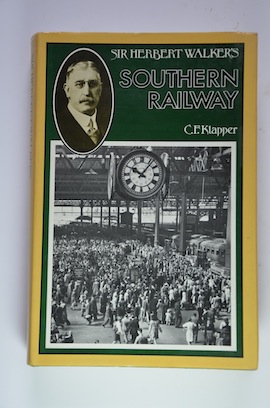 SIR HERBERT WALKER'S
SOUTHERN
RAILWAY
C.F. Klapper